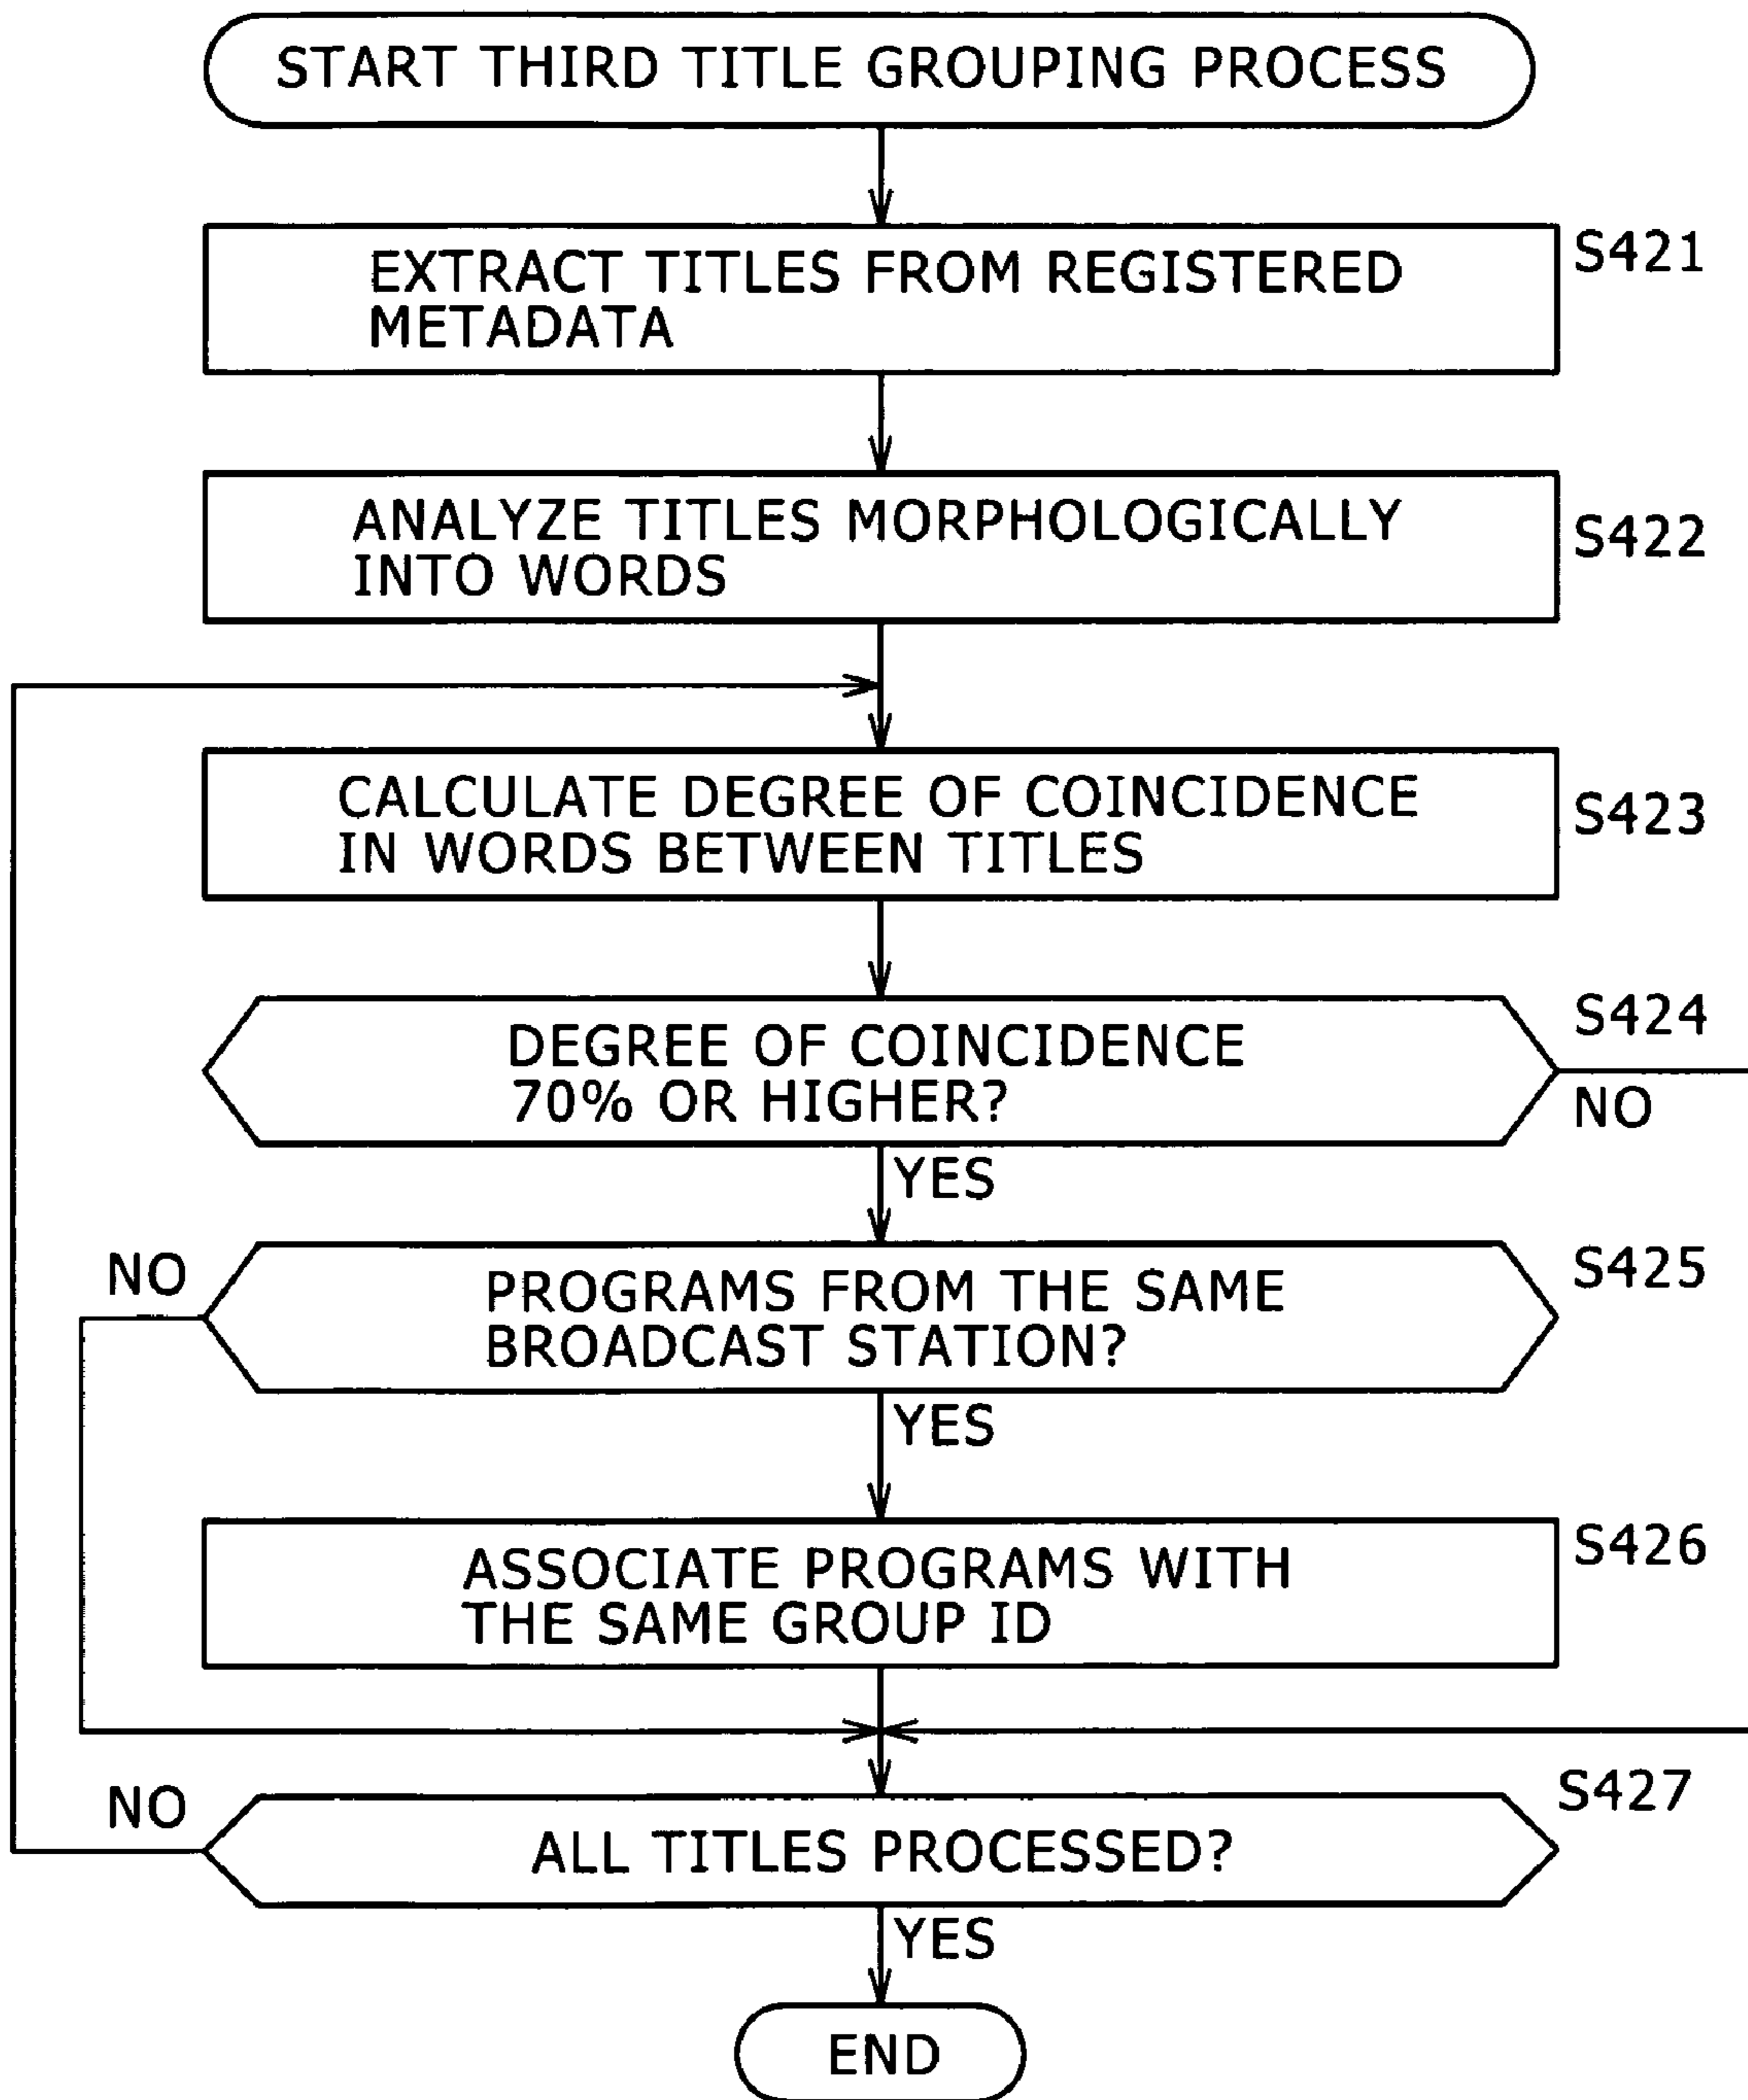 START THIRD TITLE GROUPING PROCESS
EXTRACT TITLES FROM REGISTERED
METADATA
S421
ANALYZE TITLES MORPHOLOGICALLY
INTO WORDS
S422
CALCULATE DEGREE OF COINCIDENCE
IN WORDS BETWEEN TITLES
S423
DEGREE OF COINCIDENCE
70% OR HIGHER?
S424
NO
YES
NO
PROGRAMS FROM THE SAME
BROADCAST STATION?
S425
YES
ASSOCIATE PROGRAMS WITH
THE SAME GROUP ID
S426
NO
ALL TITLES PROCESSED?
S427
YES
END